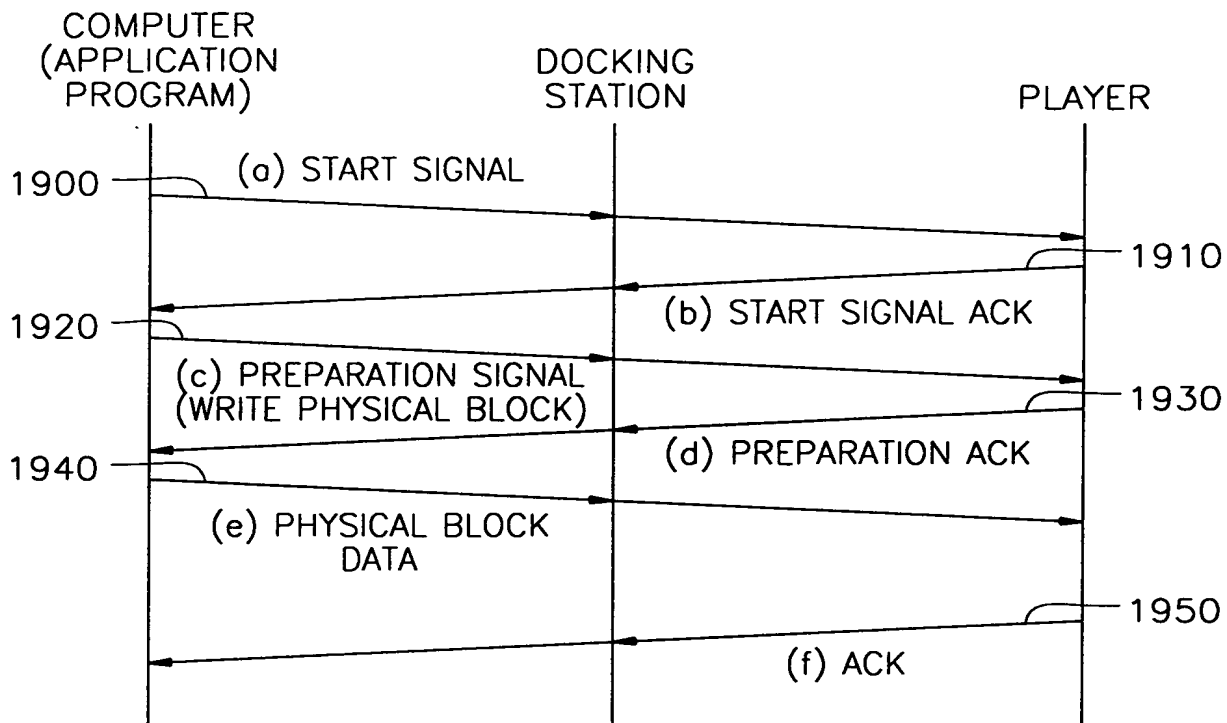 COMPUTER
(APPLICATION
PROGRAM)
DOCKING
STATION
PLAYER
1900
(a) START SIGNAL
1910
(b) START SIGNAL ACK
1920
(c) PREPARATION SIGNAL
(WRITE PHYSICAL BLOCK)
1930
(d) PREPARATION ACK
1940
(e) PHYSICAL BLOCK
DATA
1950
(f) ACK